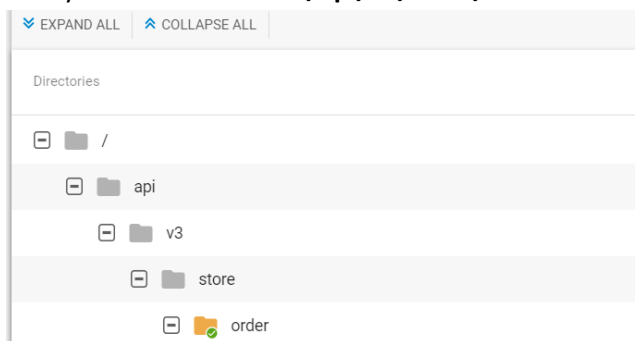 EXPAND ALL COLLAPSE ALL
Directories
/
api
v3
store
order